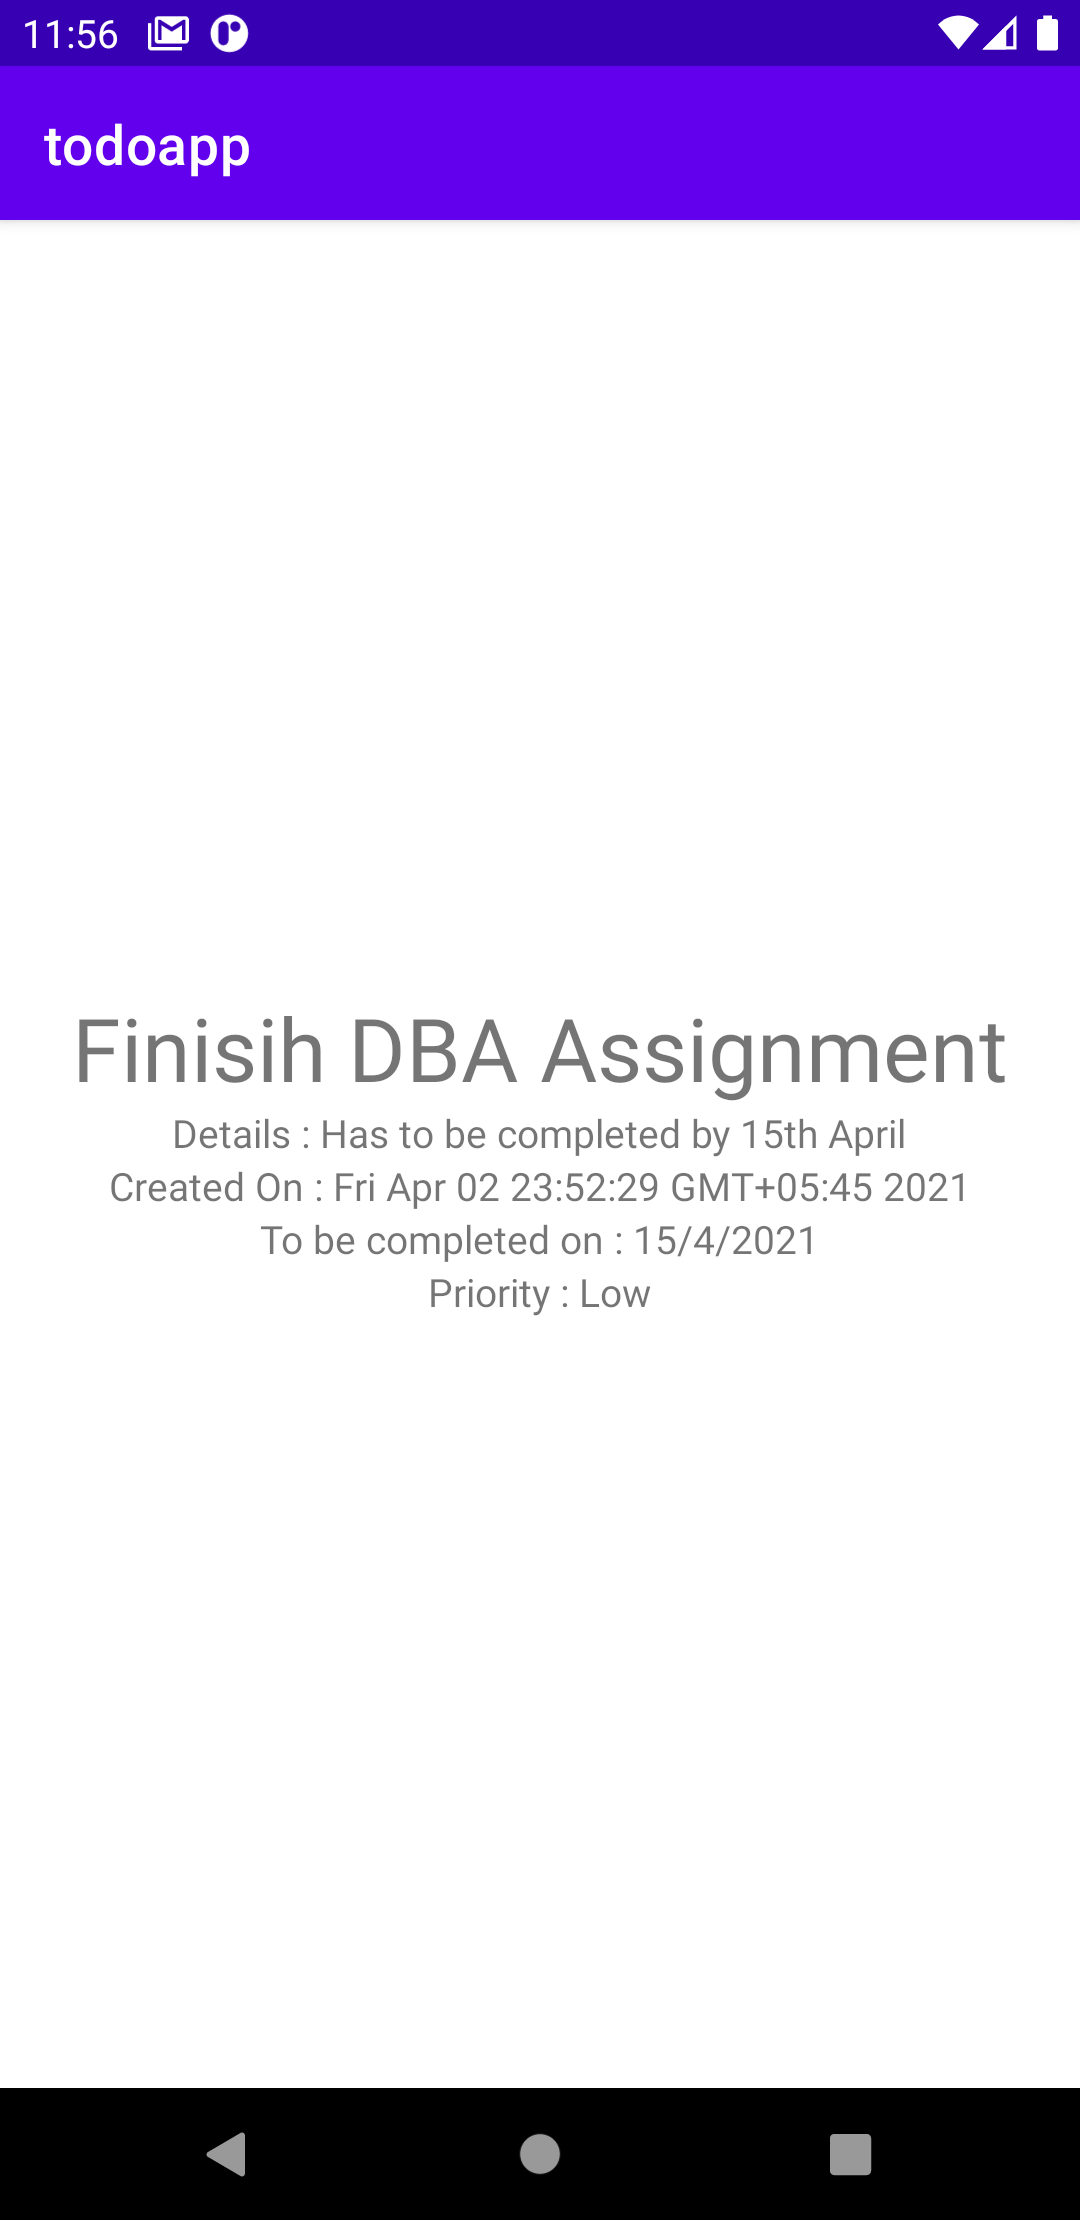 11:56
todoapp
Finisih DBA Assignment
Details : Has to be completed by 15th April
Created On : Fri Apr 02 23:52:29 GMT+05:45 2021
To be completed on : 15/4/2021
Priority : Low